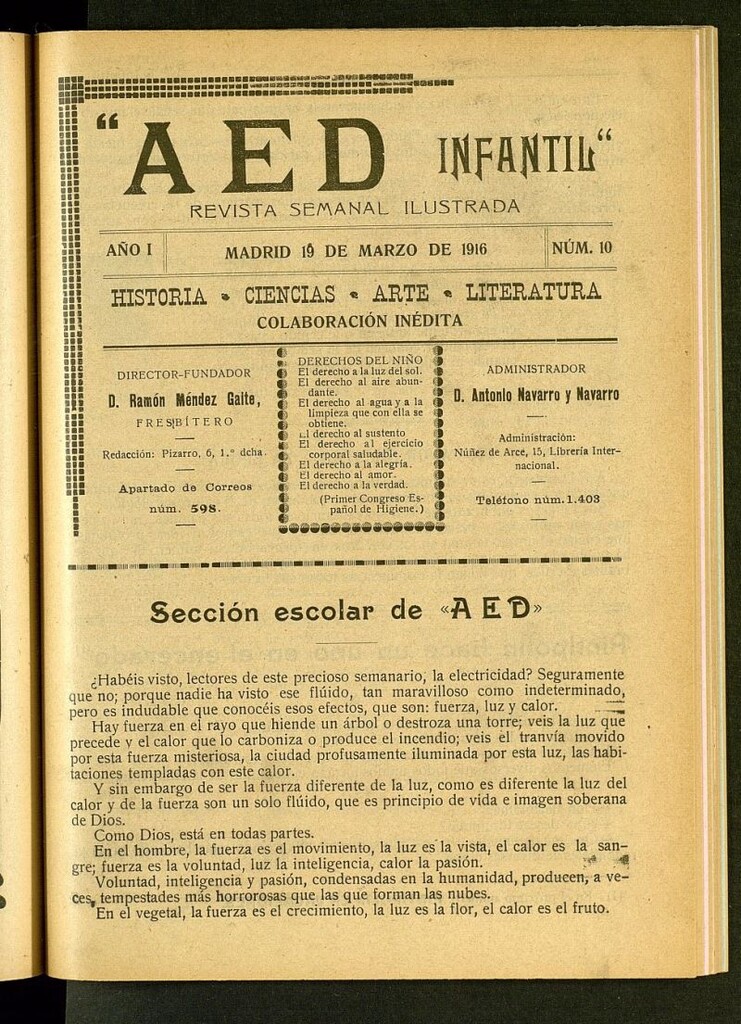 “AED INFANTIL“
REVISTA SEMANAL ILUSTRADA
AÑO I
MADRID 19 DE MARZO DE 1916
NÚM. 10
HISTORIA • CIENCIAS • ARTE • LITERATURA
COLABORACIÓN INÉDITA
DIRECTOR-FUNDADOR
D. Ramón Méndez Gaite,
PRESBÍTERO
Redacción: Pizarro, 6, 1.º dcha.
Apartado de Correos
núm. 598.
DERECHOS DEL NIÑO
El derecho a la luz del sol.
El derecho al aire abun-
dante.
El derecho al agua y a la
limpieza que con ella se
obtiene.
El derecho al sustento
El derecho al ejercicio
corporal saludable.
El derecho a la alegría.
El derecho al amor.
El derecho a la verdad.
(Primer Congreso Es-
pañol de Higiene.)
ADMINISTRADOR
D. Antonio Navarro y Navarro
Administración:
Núñez de Arce, 15, Librería Inter-
nacional.
Teléfono núm. 1.403
Sección escolar de «AED»
¿Habéis visto, lectores de este precioso semanario, la electricidad? Seguramente
que no; porque nadie ha visto ese flúido, tan maravilloso como indeterminado,
pero es indudable que conocéis esos efectos, que son: fuerza, luz y calor.
Hay fuerza en el rayo que hiende un árbol o destroza una torre; veis la luz que
precede y el calor que lo carboniza o produce el incendio; veis el tranvía movido
por esta fuerza misteriosa, la ciudad profusamente iluminada por esta luz, las habi-
taciones templadas con este calor.
Y sin embargo de ser la fuerza diferente de la luz, como es diferente la luz del
calor y de la fuerza son un solo flúido, que es principio de vida e imagen soberana
de Dios.
Como Dios, está en todas partes.
En el hombre, la fuerza es el movimiento, la luz es la vista, el calor es la san-
gre; fuerza es la voluntad, luz la inteligencia, calor la pasión.
Voluntad, inteligencia y pasión, condensadas en la humanidad, producen, a ve-
ces, tempestades más horrorosas que las que forman las nubes.
En el vegetal, la fuerza es el crecimiento, la luz es la flor, el calor es el fruto.